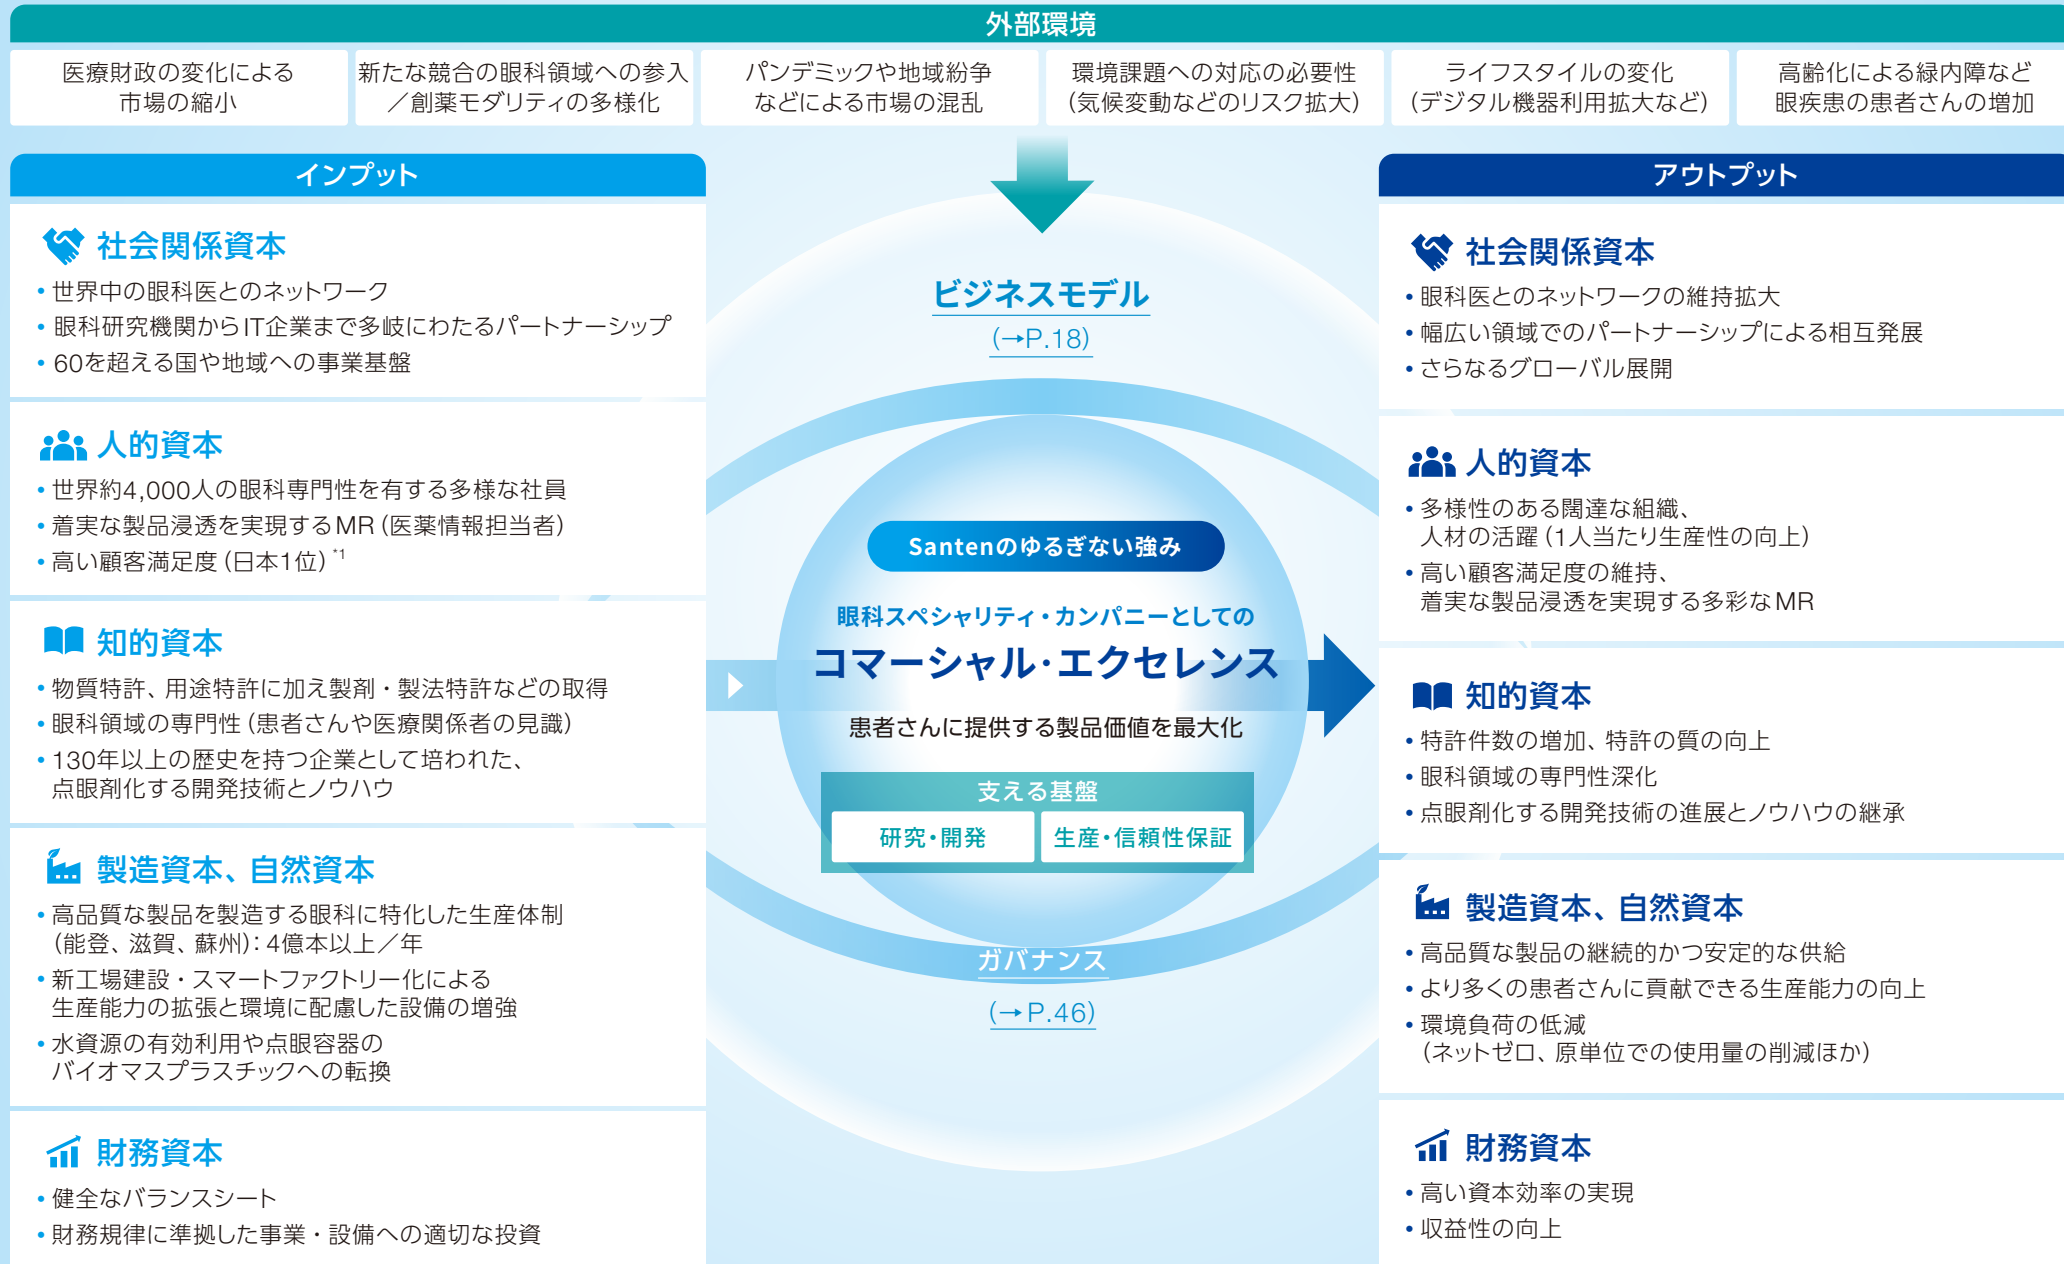 外部環境
医療財政の変化による
市場の縮小
新たな競合の眼科領域への参入
／創薬モダリティの多様化
パンデミックや地域紛争
などによる市場の混乱
環境課題への対応の必要性
（気候変動などのリスク拡大）
ライフスタイルの変化
（デジタル機器利用拡大など）
高齢化による緑内障など
眼疾患の患者さんの増加
インプット
社会関係資本
• 世界中の眼科医とのネットワーク
• 眼科研究機関からIT企業まで多岐にわたるパートナーシップ
• 60を超える国や地域への事業基盤
人的資本
• 世界約4,000人の眼科専門性を有する多様な社員
• 着実な製品浸透を実現するMR（医薬情報担当者）
• 高い顧客満足度（日本1位）*1
知的資本
• 物質特許、用途特許に加え製剤・製法特許などの取得
• 眼科領域の専門性（患者さんや医療関係者の見識）
• 130年以上の歴史を持つ企業として培われた、
点眼剤化する開発技術とノウハウ
製造資本、自然資本
• 高品質な製品を製造する眼科に特化した生産体制
（能登、滋賀、蘇州）：4億本以上／年
• 新工場建設・スマートファクトリー化による
生産能力の拡張と環境に配慮した設備の増強
• 水資源の有効利用や点眼容器の
バイオマスプラスチックへの転換
財務資本
• 健全なバランスシート
• 財務規律に準拠した事業・設備への適切な投資
ビジネスモデル
（→P.18）
Santenのゆるぎない強み
眼科スペシャリティ・カンパニーとしての
コマーシャル・エクセレンス
患者さんに提供する製品価値を最大化
支える基盤
研究・開発
生産・信頼性保証
ガバナンス
（→P.46）
アウトプット
社会関係資本
• 眼科医とのネットワークの維持拡大
• 幅広い領域でのパートナーシップによる相互発展
• さらなるグローバル展開
人的資本
• 多様性のある闊達な組織、
人材の活躍（1人当たり生産性の向上）
• 高い顧客満足度の維持、
着実な製品浸透を実現する多彩なMR
知的資本
• 特許件数の増加、特許の質の向上
• 眼科領域の専門性深化
• 点眼剤化する開発技術の進展とノウハウの継承
製造資本、自然資本
• 高品質な製品の継続的かつ安定的な供給
• より多くの患者さんに貢献できる生産能力の向上
• 環境負荷の低減
（ネットゼロ、原単位での使用量の削減ほか）
財務資本
• 高い資本効率の実現
• 収益性の向上